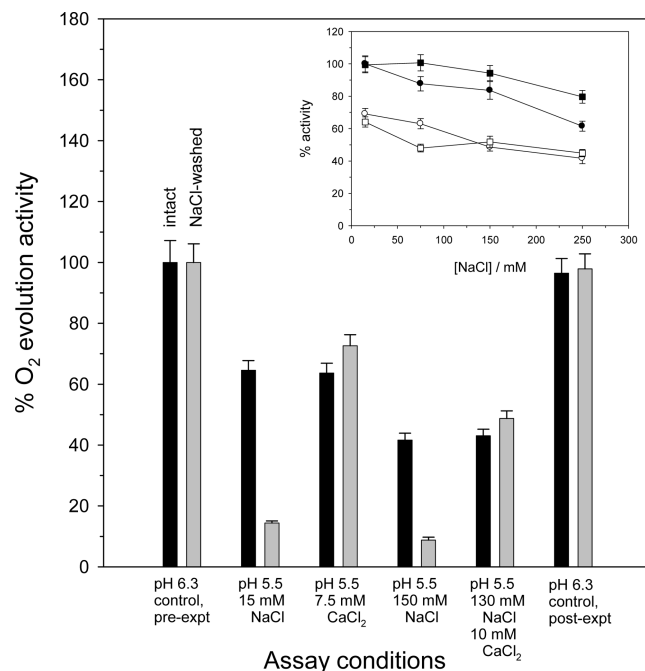 180
160
140
120
100
80
60
40
20
0
% O₂ evolution activity
intact
NaCl-washed
120
100
80
60
40
20
0
% activity
0 50 100 150 200 250 300
[NaCl] / mM
pH 6.3
control,
pre-expt
pH 5.5
15 mM
NaCl
pH 5.5
7.5 mM
CaCl₂
pH 5.5
150 mM
NaCl
pH 5.5
130 mM
NaCl
10 mM
CaCl₂
pH 6.3
control,
post-expt
Assay conditions